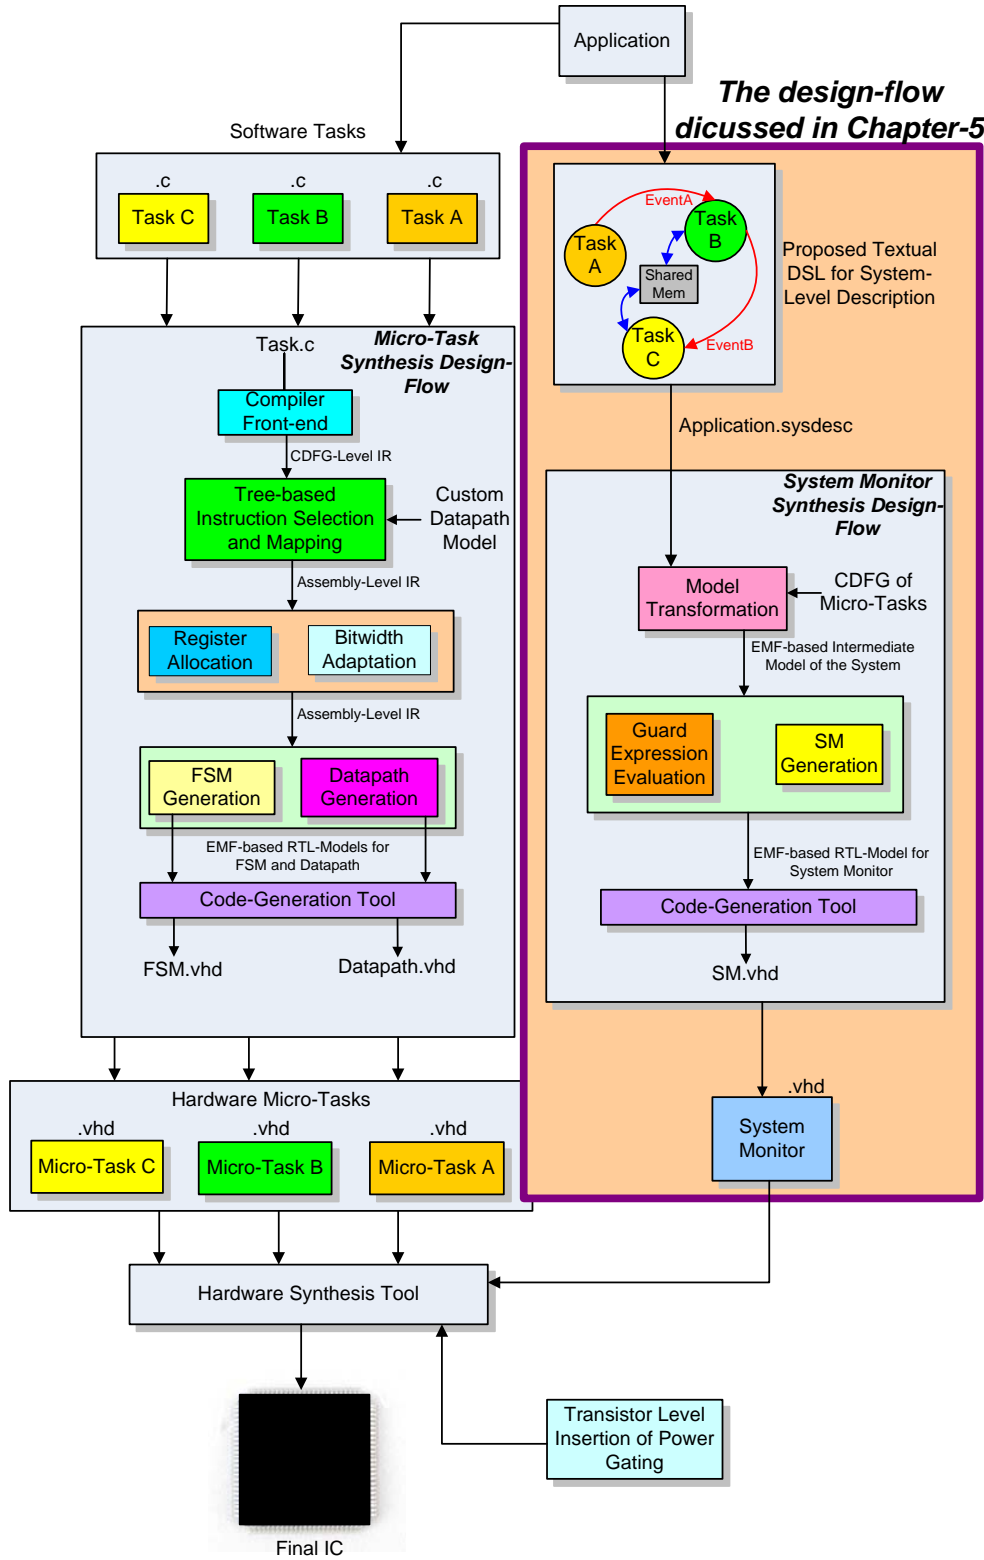 Application
The design-flow
dicussed in Chapter-5
Software Tasks
.c
.c
.c
Task C
Task B
Task A
EventA
Task
B
Task
A
Shared
Mem
Task
C
EventB
Proposed Textual
DSL for System-
Level Description
Application.sysdesc
Micro-Task
Synthesis Design-
Flow
Task.c
Compiler
Front-end
CDFG-Level IR
Tree-based
Instruction Selection
and Mapping
Custom
Datapath
Model
Assembly-Level IR
Register
Allocation
Bitwidth
Adaptation
Assembly-Level IR
FSM
Generation
Datapath
Generation
EMF-based RTL-Models for
FSM and Datapath
Code-Generation Tool
FSM.vhd
Datapath.vhd
System Monitor
Synthesis Design-
Flow
Model
Transformation
CDFG of
Micro-Tasks
EMF-based Intermediate
Model of the System
Guard
Expression
Evaluation
SM
Generation
EMF-based RTL-Model for
System Monitor
Code-Generation Tool
SM.vhd
.vhd
System
Monitor
Hardware Micro-Tasks
.vhd
.vhd
.vhd
Micro-Task C
Micro-Task B
Micro-Task A
Hardware Synthesis Tool
Transistor Level
Insertion of Power
Gating
Final IC